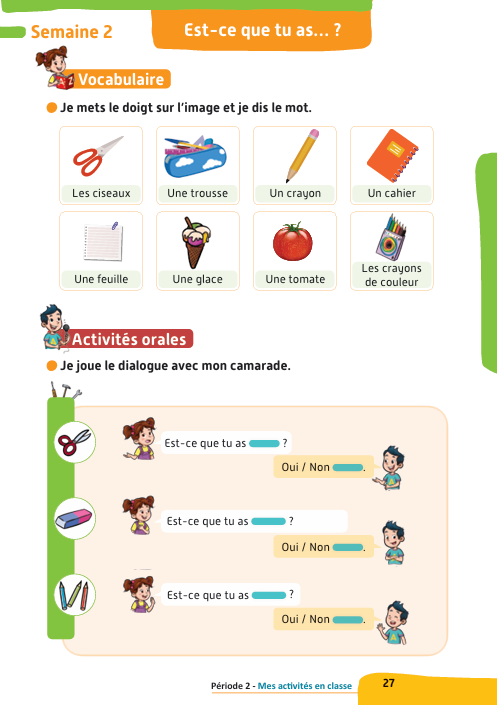 Semaine 2
Est-ce que tu as... ?
A Z
Vocabulaire
Je mets le doigt sur l'image et je dis le mot.
Les ciseaux
Une trousse
Un crayon
Un cahier
Une feuille
Une glace
Une tomate
Les crayons
de couleur
Activités orales
Je joue le dialogue avec mon camarade.
Est-ce que tu as ?
Oui / Non .
Est-ce que tu as ?
Oui / Non .
Est-ce que tu as ?
Oui / Non .
Période 2 - Mes activités en classe
27